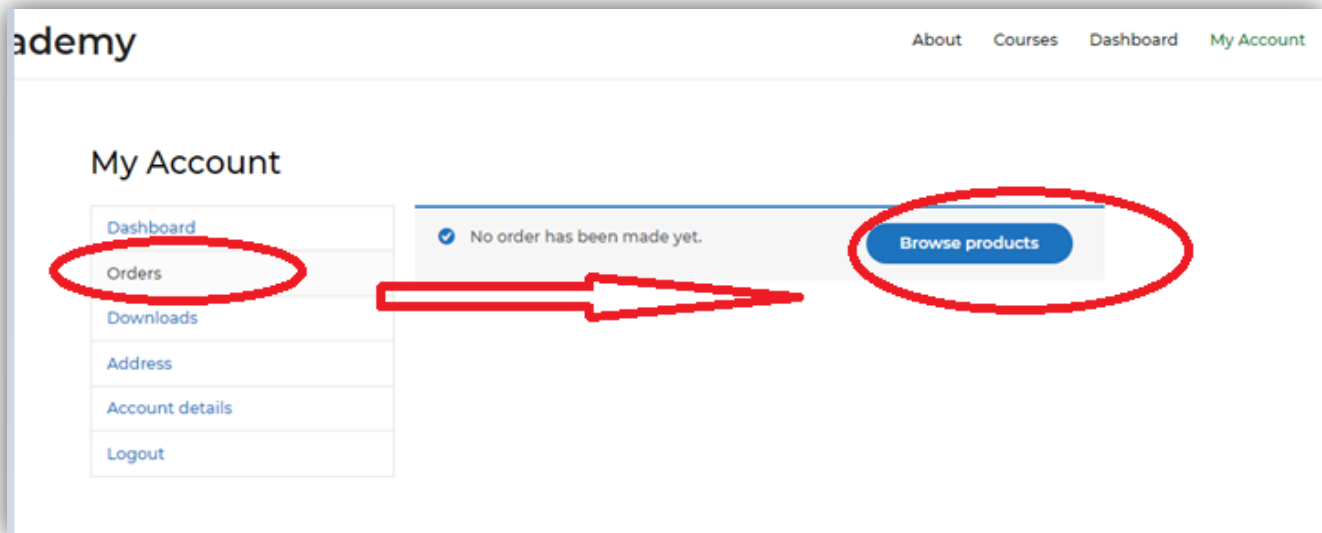 ademy
About Courses Dashboard My Account
My Account
Dashboard
Orders
Downloads
Address
Account details
Logout
No order has been made yet.
Browse products